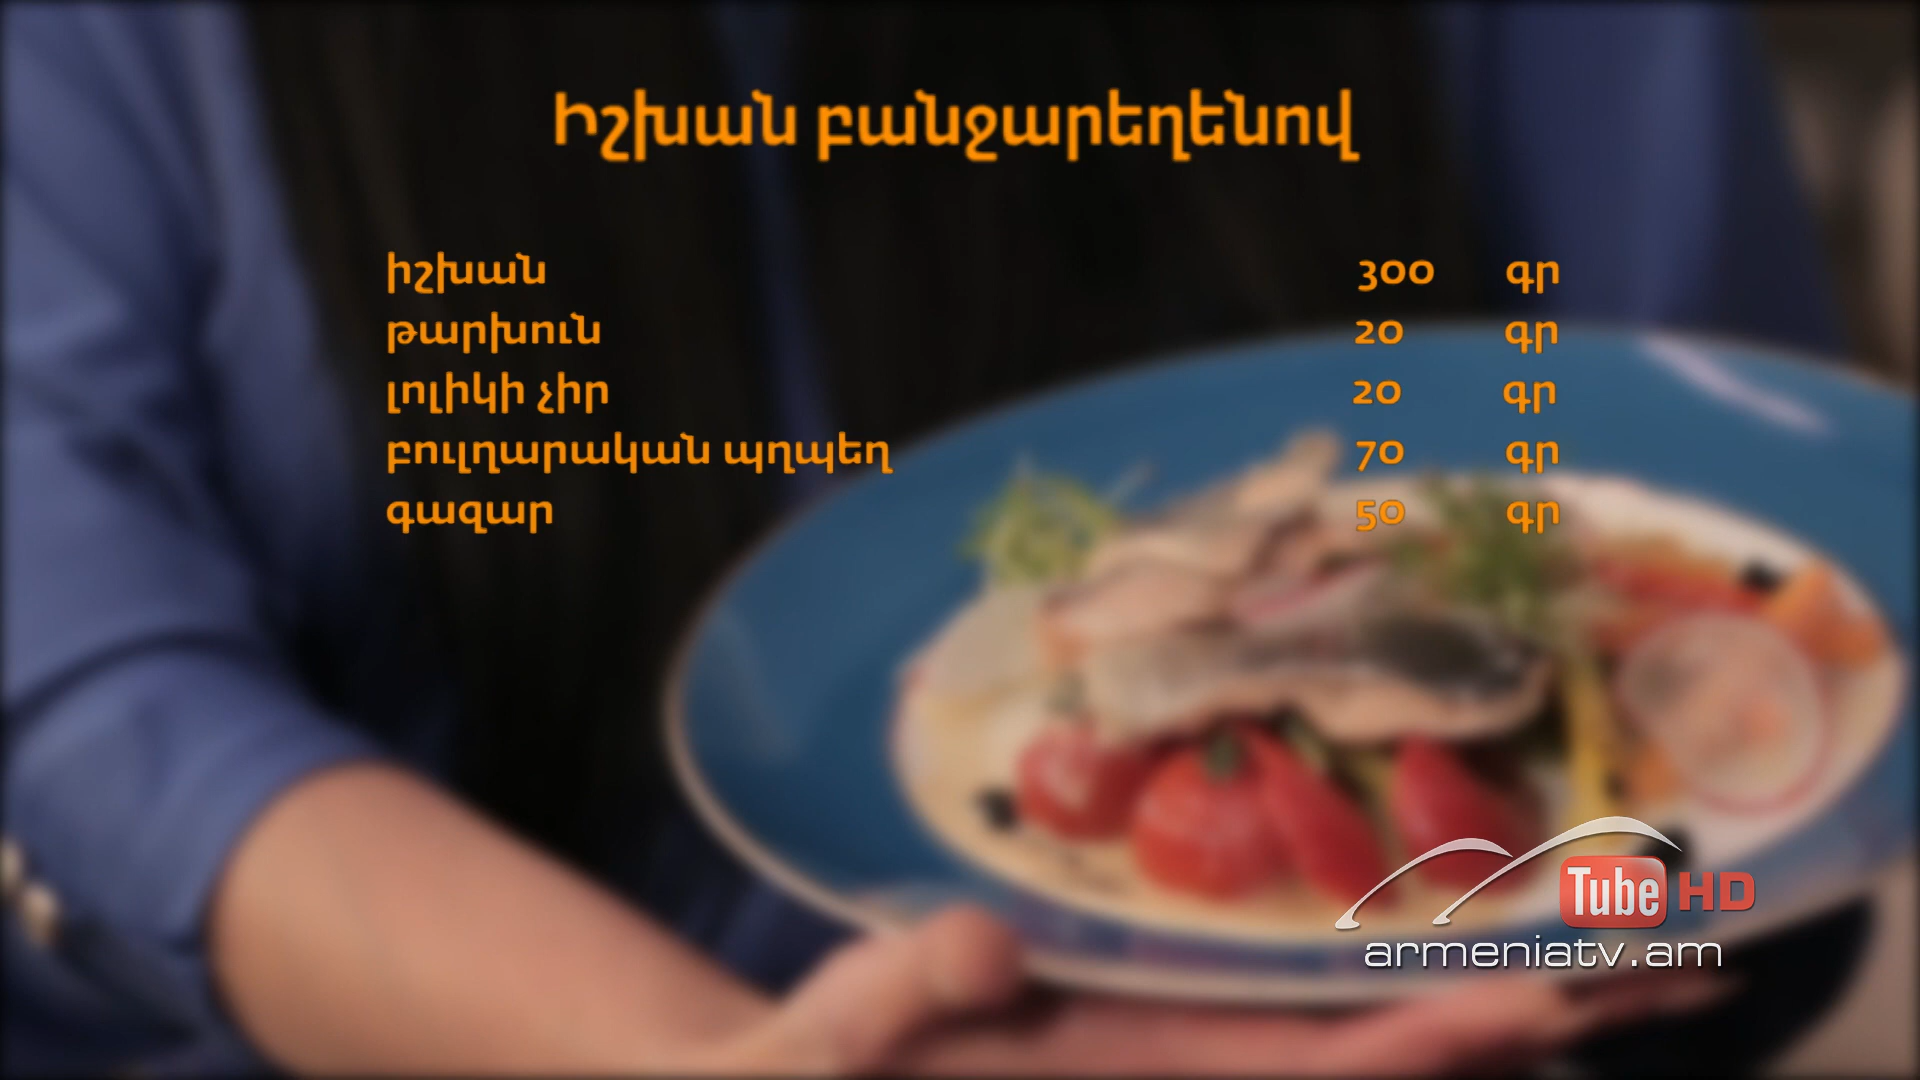 Իշխան բանջարեղենով
իշխան 300 գր
թարխուն 20 գր
լոլիկի չիր 20 գր
բուլղարական պղպեղ 70 գր
գազար 50 գր
Tube HD
armeniatv.am